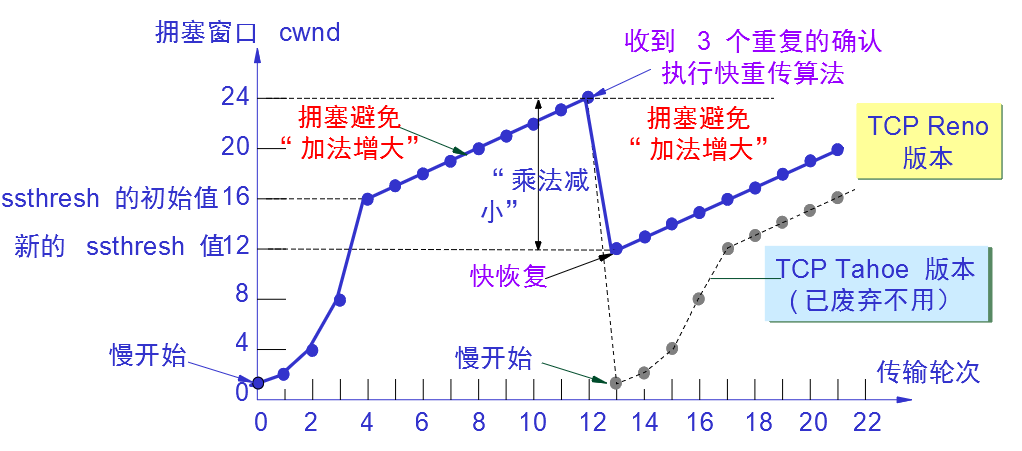 拥塞窗口 cwnd
收到 3 个重复的确认
执行快重传算法
24
拥塞避免
“加法增大”
拥塞避免
“加法增大”
TCP Reno
版本
20
“乘法减
小”
ssthresh 的初始值 16
新的 ssthresh 值 12
快恢复
TCP Tahoe 版本
(已废弃不用）
8
4
慢开始
慢开始
传输轮次
0
0 2 4 6 8 10 12 14 16 18 20 22